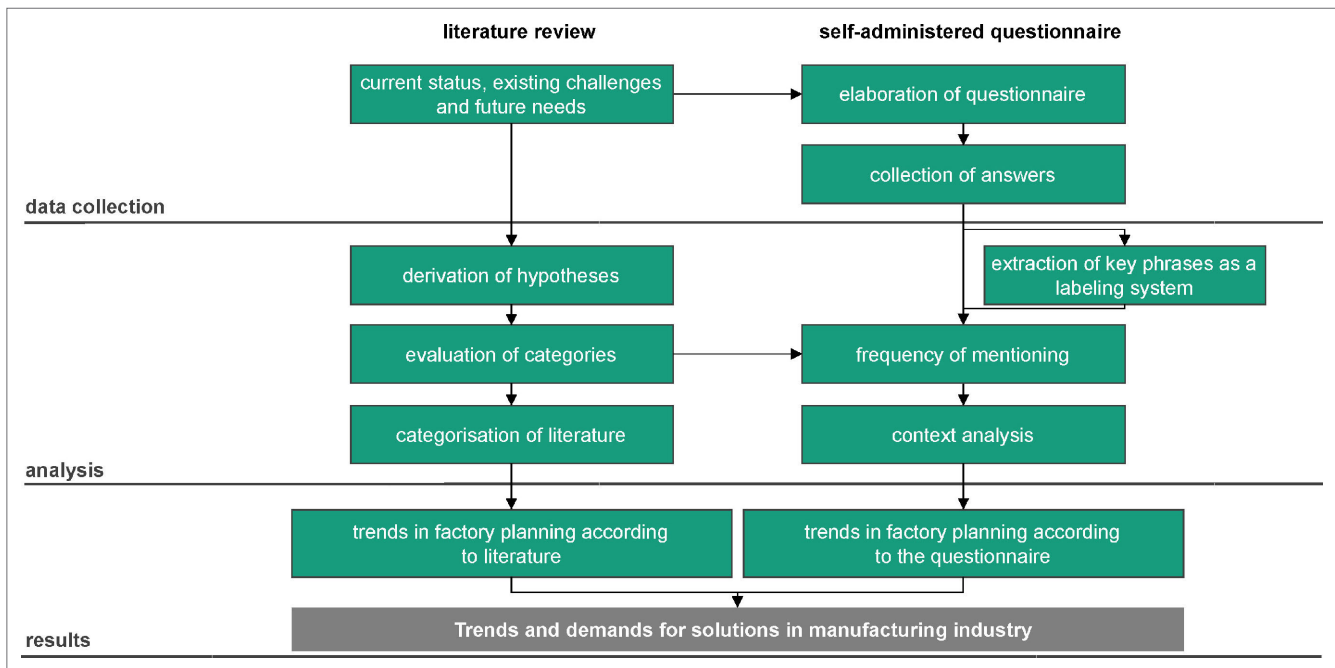 literature review
self-administered questionnaire
current status, existing challenges
and future needs
elaboration of questionnaire
collection of answers
data collection
derivation of hypotheses
extraction of key phrases as a
labeling system
evaluation of categories
frequency of mentioning
categorisation of literature
context analysis
analysis
trends in factory planning according
to literature
trends in factory planning according
to the questionnaire
Trends and demands for solutions in manufacturing industry
results